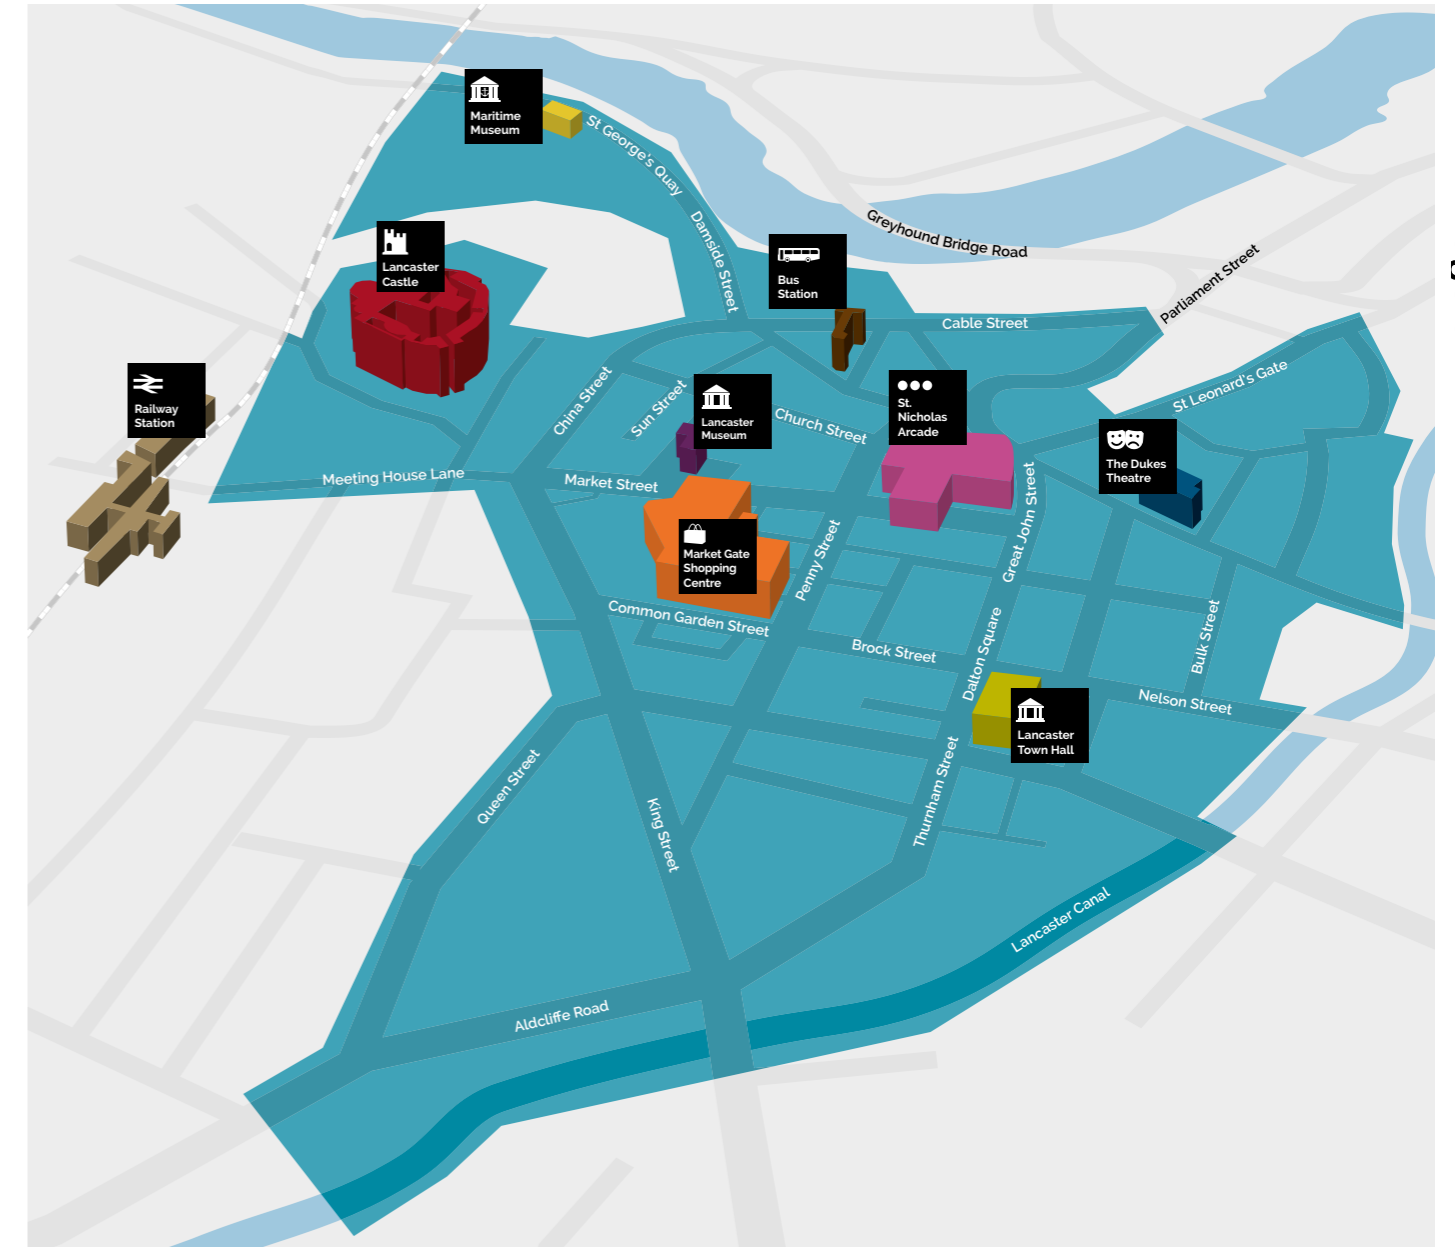 Maritime
Museum
St George's Quay
Damside Street
Greyhound Bridge Road
Parliament Street
Lancaster
Castle
Bus
Station
Cable Street
Railway
Station
China Street
Sun Street
Lancaster
Museum
Church Street
St.
Nicholas
Arcade
St Leonard's Gate
The Dukes
Theatre
Meeting House Lane
Market Street
Market Gate
Shopping
Centre
Penny Street
Great John Street
Common Garden Street
Brock Street
Dalton Square
Bulk Street
Nelson Street
Lancaster
Town Hall
Queen Street
King Street
Thurnham Street
Lancaster Canal
Aldcliffe Road